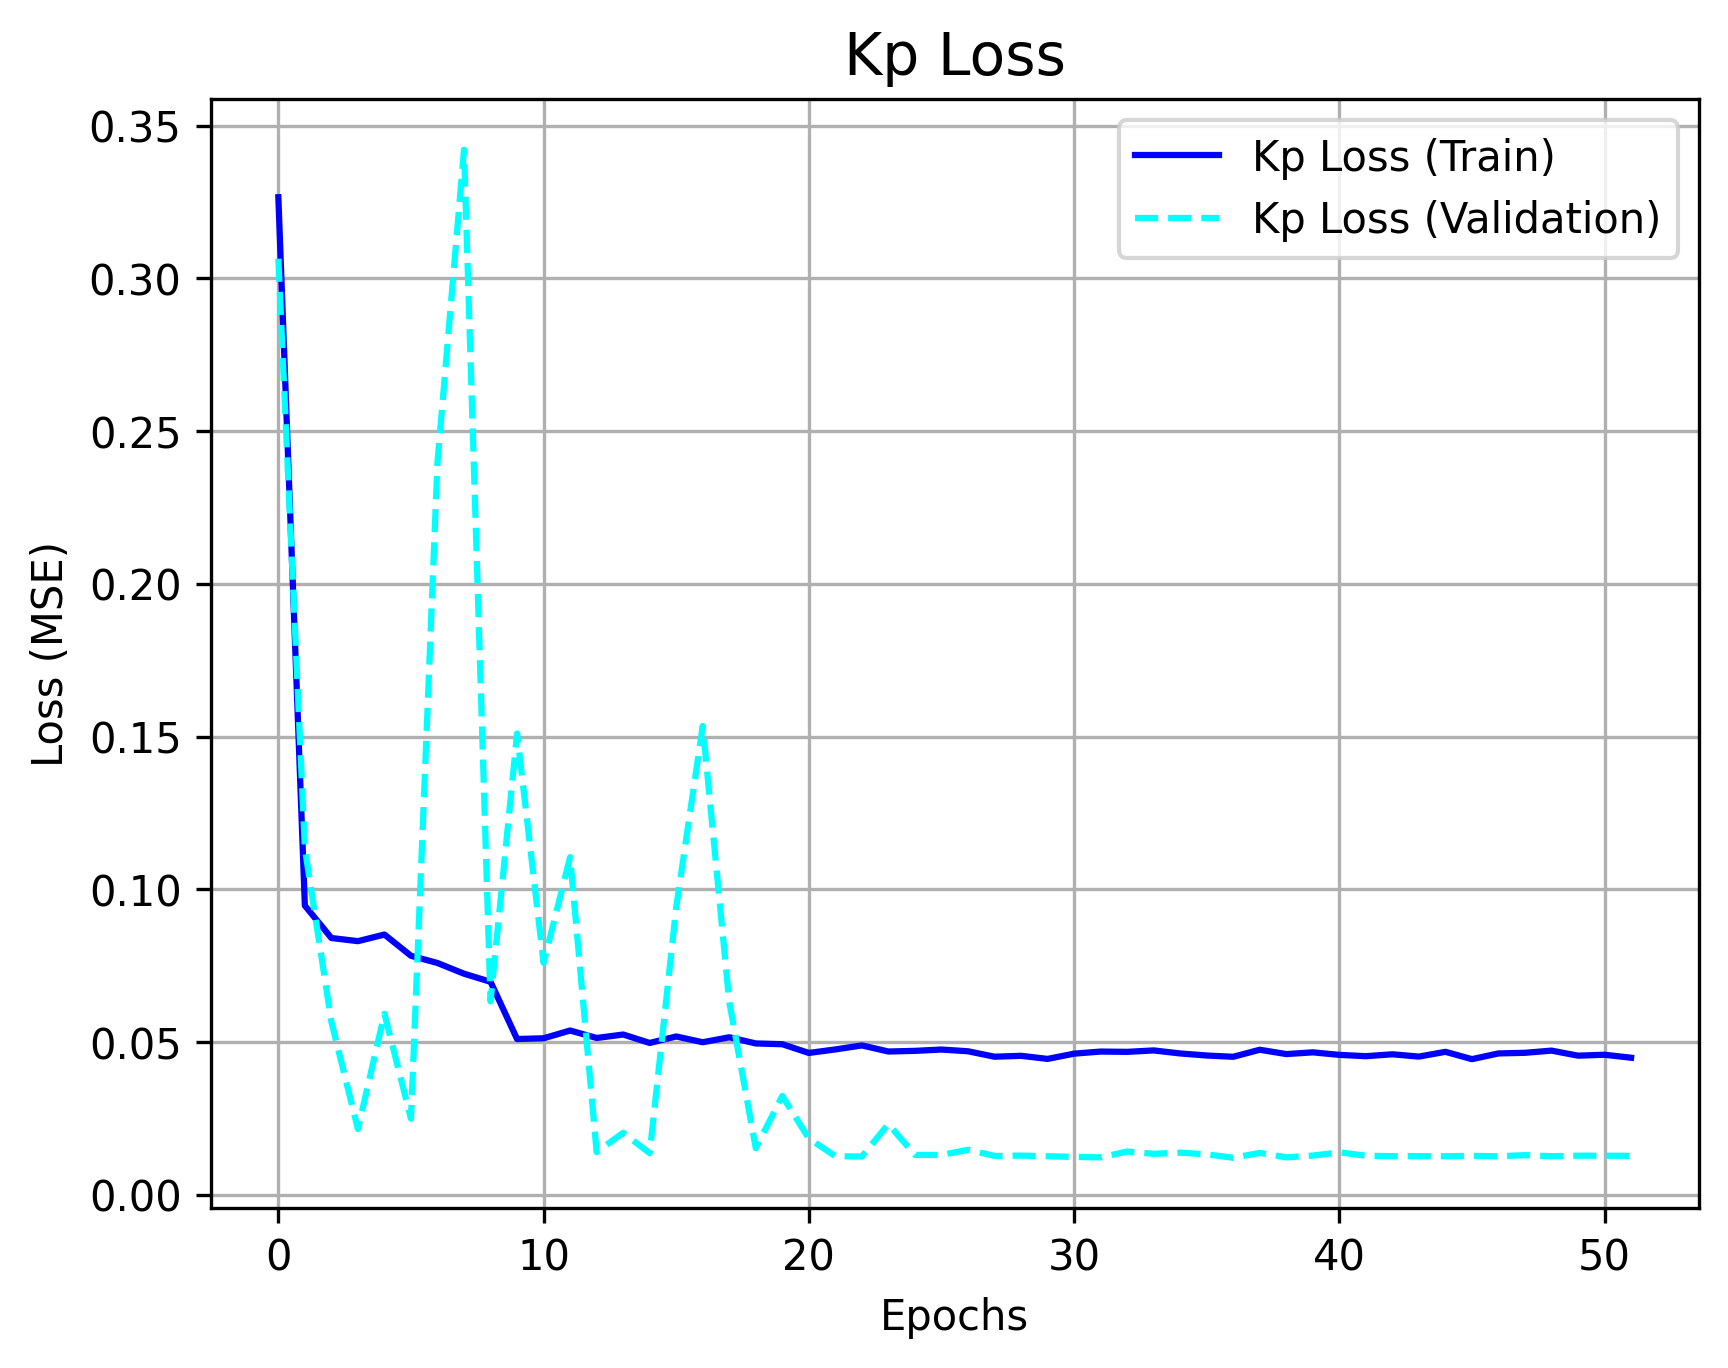 Kp Loss
Kp Loss (Train)
Kp Loss (Validation)
0.35
0.30
0.25
0.20
0.15
0.10
0.05
0.00
Loss (MSE)
0 10 20 30 40 50
Epochs